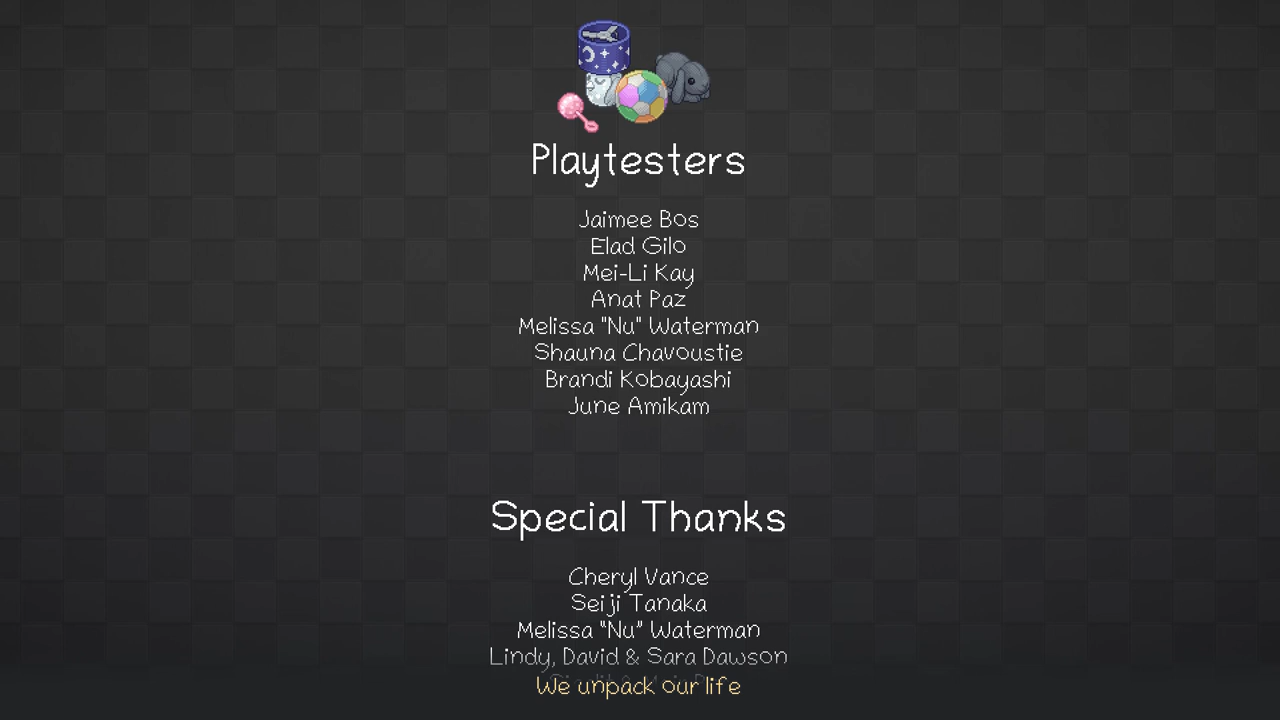 Playtesters
Jaimee Bos
Elad Gilo
Mei-Li Kay
Anat Paz
Melissa "Nu" Waterman
Shauna Chavoustie
Brandi Kobayashi
June Amikam
Special Thanks
Cheryl Vance
Seiji Tanaka
Melissa "Nu" Waterman
Lindy, David & Sara Dawson
We unpack our life